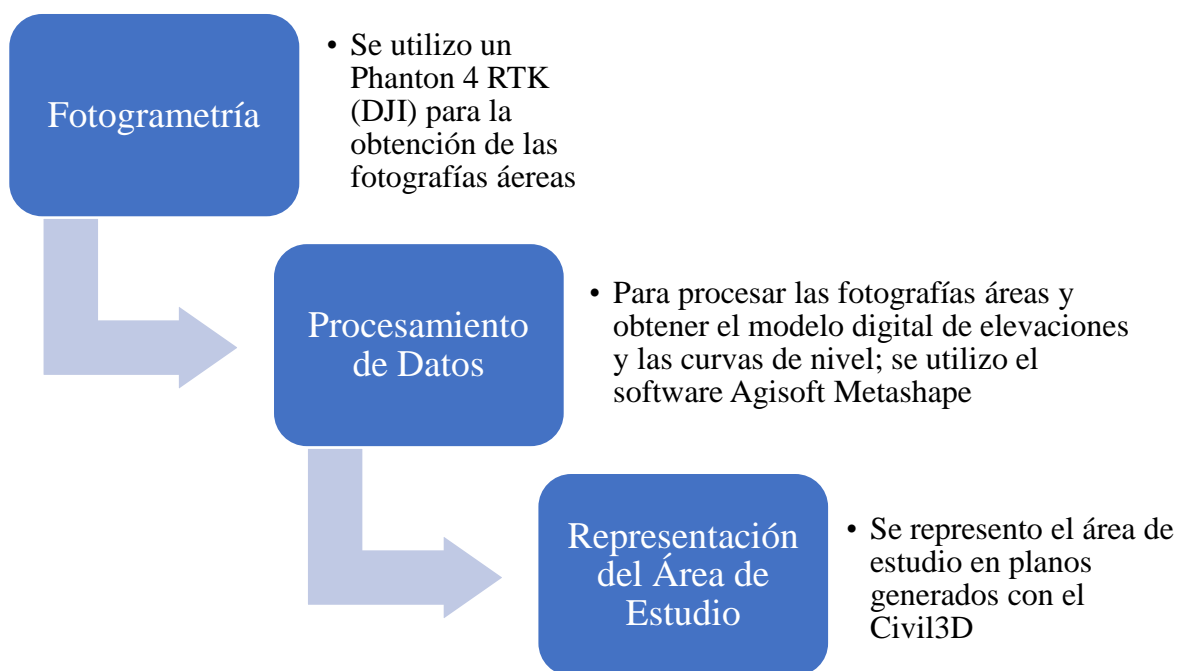 Fotogrametría
• Se utilizo un
Phanton 4 RTK
(DJI) para la
obtención de las
fotografías áereas
Procesamiento
de Datos
• Para procesar las fotografías áreas y
obtener el modelo digital de elevaciones
y las curvas de nivel; se utilizo el
software Agisoft Metashape
Representación
del Área de
Estudio
• Se represento el área de
estudio en planos
generados con el
Civil3D